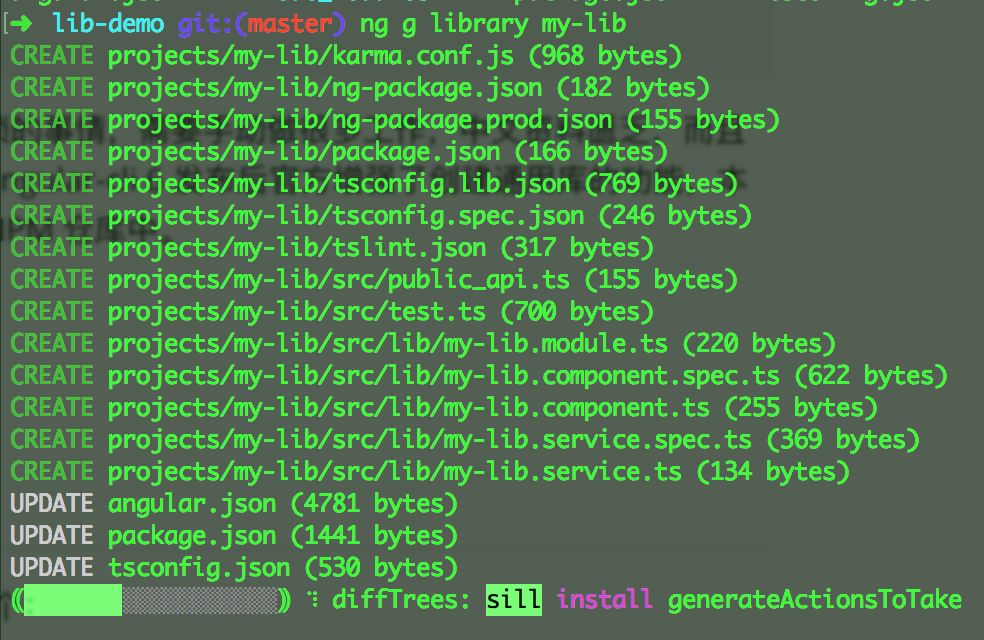 [➜ lib-demo git:(master) ng g library my-lib
CREATE projects/my-lib/karma.conf.js (968 bytes)
CREATE projects/my-lib/ng-package.json (182 bytes)
CREATE projects/my-lib/ng-package.prod.json (155 bytes)
CREATE projects/my-lib/package.json (166 bytes)
CREATE projects/my-lib/tsconfig.lib.json (769 bytes)
CREATE projects/my-lib/tsconfig.spec.json (246 bytes)
CREATE projects/my-lib/tslint.json (317 bytes)
CREATE projects/my-lib/src/public_api.ts (155 bytes)
CREATE projects/my-lib/src/test.ts (700 bytes)
CREATE projects/my-lib/src/lib/my-lib.module.ts (220 bytes)
CREATE projects/my-lib/src/lib/my-lib.component.spec.ts (622 bytes)
CREATE projects/my-lib/src/lib/my-lib.component.ts (255 bytes)
CREATE projects/my-lib/src/lib/my-lib.service.spec.ts (369 bytes)
CREATE projects/my-lib/src/lib/my-lib.service.ts (134 bytes)
UPDATE angular.json (4781 bytes)
UPDATE package.json (1441 bytes)
UPDATE tsconfig.json (530 bytes)
diffTrees: sill install generateActionsToTake